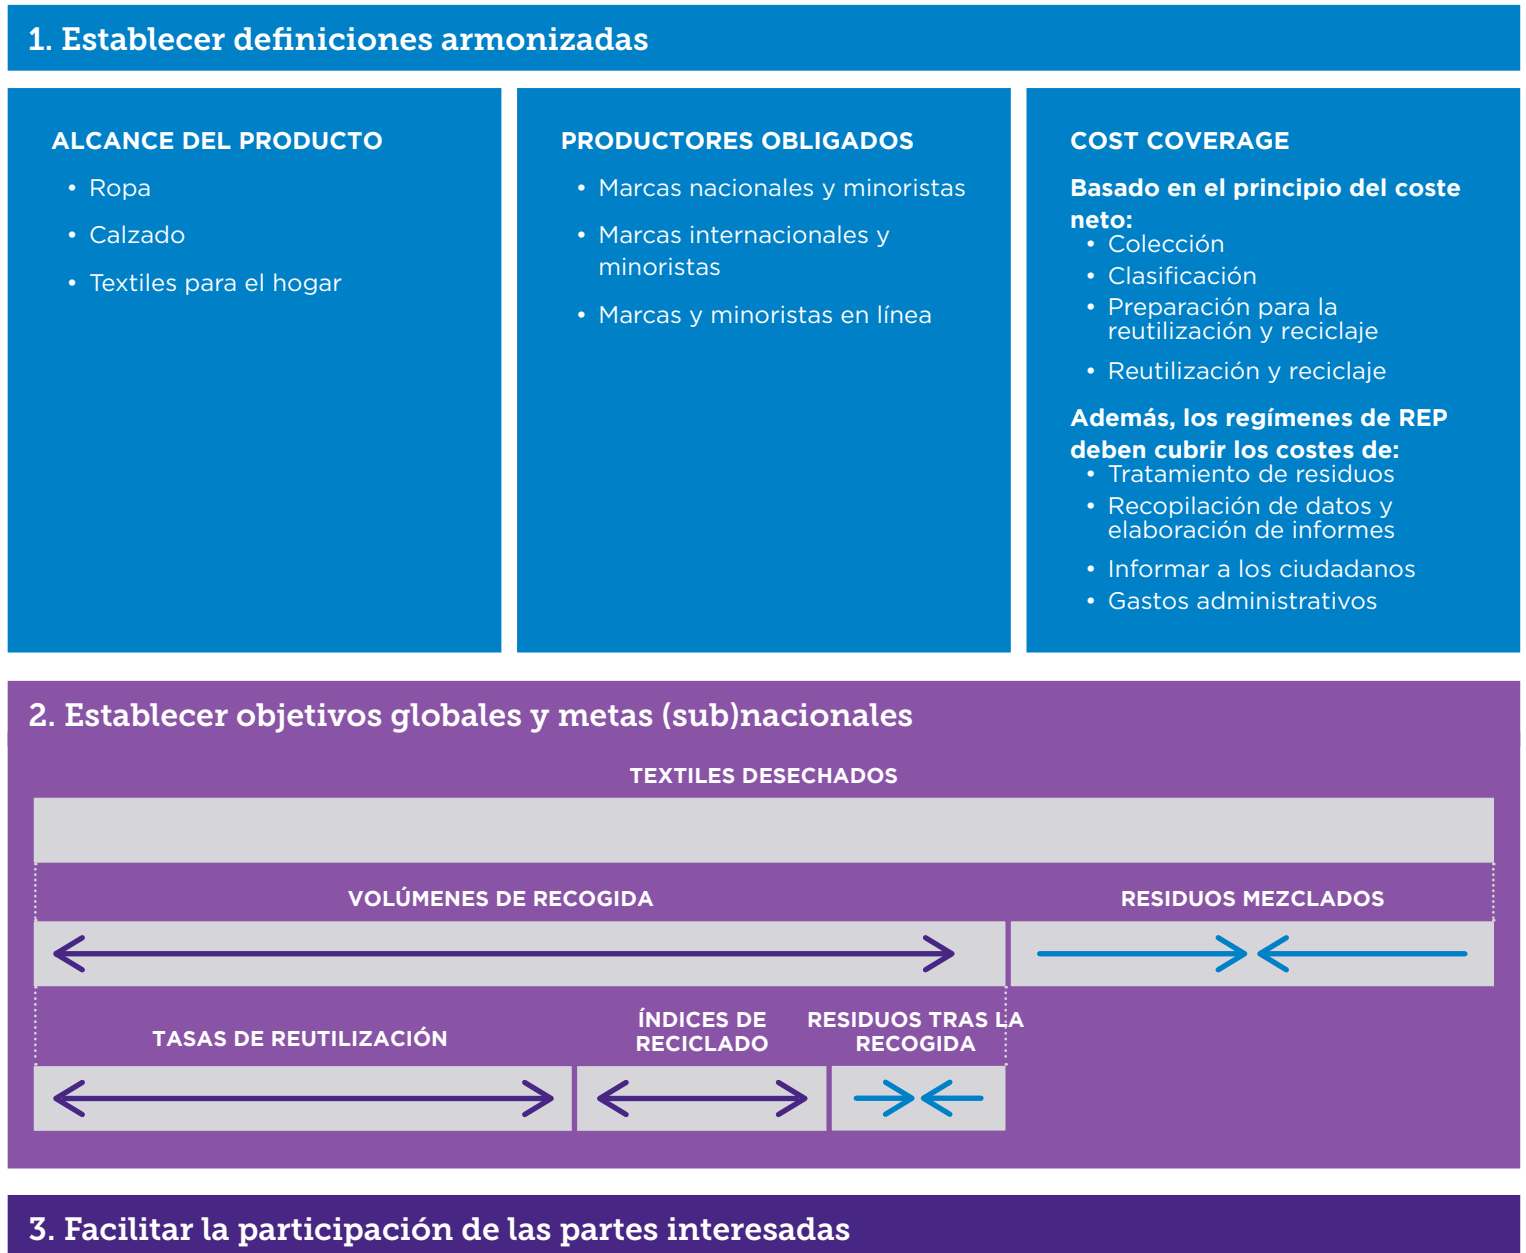 1. Establecer definiciones armonizadas
ALCANCE DEL PRODUCTO
• Ropa
• Calzado
• Textiles para el hogar
PRODUCTORES OBLIGADOS
• Marcas nacionales y minoristas
• Marcas internacionales y
minoristas
• Marcas y minoristas en línea
COST COVERAGE
Basado en el principio del coste
neto:
• Colección
• Clasificación
• Preparación para la
reutilización y reciclaje
• Reutilización y reciclaje
Además, los regímenes de REP
deben cubrir los costes de:
• Tratamiento de residuos
• Recopilación de datos y
elaboración de informes
• Informar a los ciudadanos
• Gastos administrativos
2. Establecer objetivos globales y metas (sub)nacionales
TEXTILES DESECHADOS
VOLÚMENES DE RECOGIDA
RESIDUOS MEZCLADOS
TASAS DE REUTILIZACIÓN
ÍNDICES DE
RECICLADO
RESIDUOS TRAS LA
RECOGIDA
3. Facilitar la participación de las partes interesadas